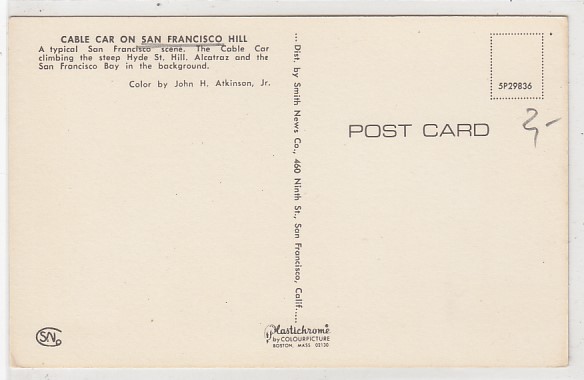 CABLE CAR ON SAN FRANCISCO HILL
A typical San Francisco scene. The Cable Car
climbing the steep Hyde St. Hill. Alcatraz and the
San Francisco Bay in the background.
Color by John H. Atkinson, Jr.
SN
... Dist. by Smith News Co., 460 Ninth St., San Francisco, Calif....
Plastichrome
by COLOURPICTURE
BOSTON, MASS 02130
5P29836
POST CARD